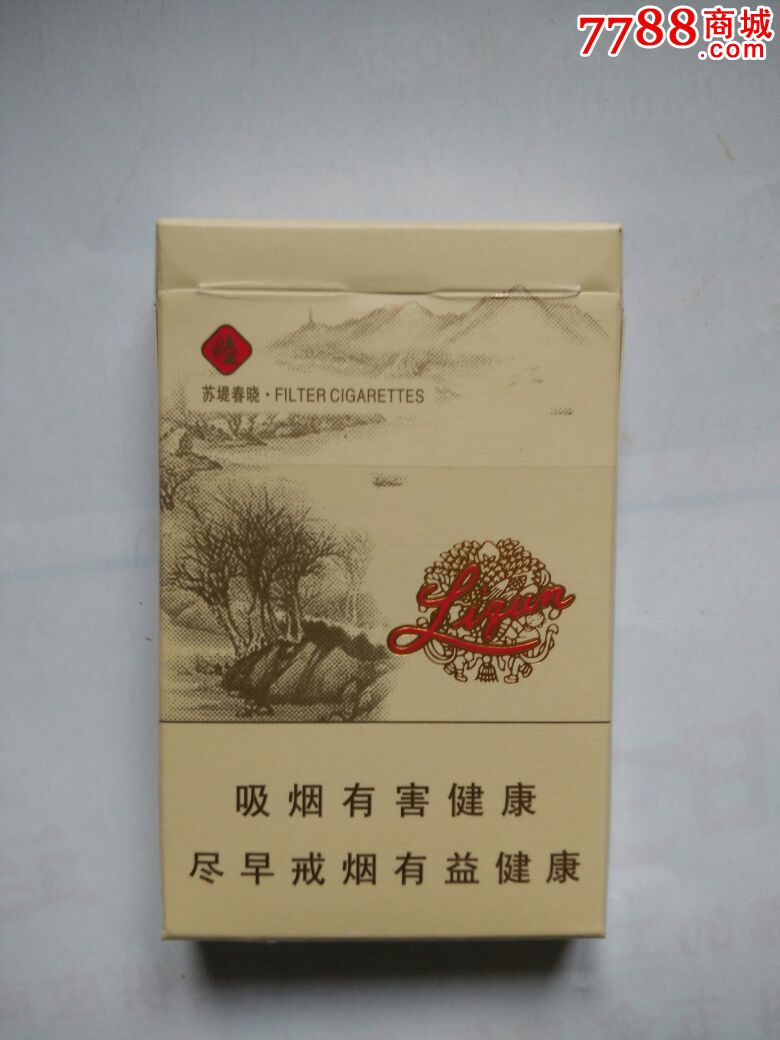 7788商城
.com
苏堤春晓·FILTER CIGARETTES
Liqun
吸烟有害健康
尽早戒烟有益健康